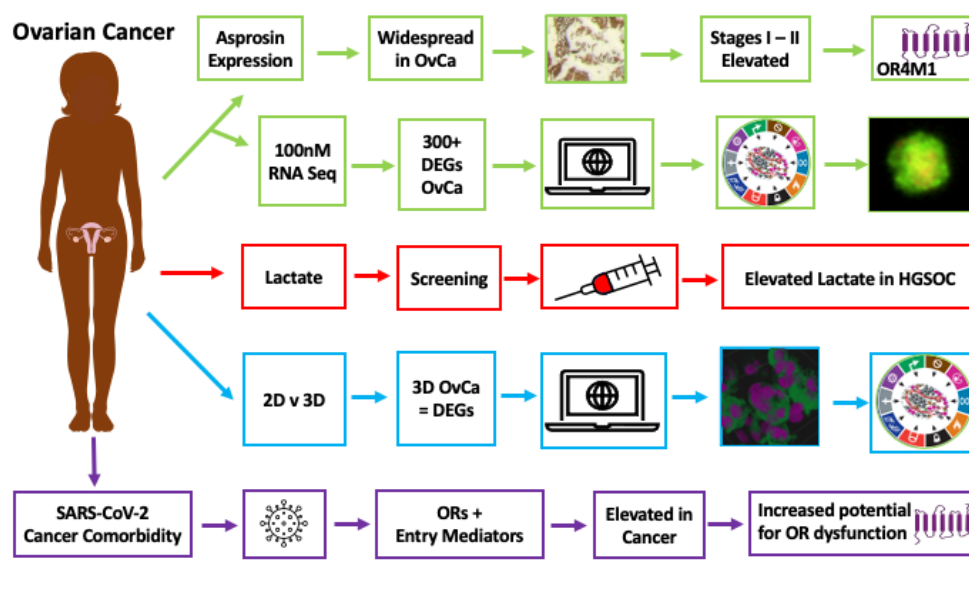 Ovarian Cancer
Asprosin
Expression
Widespread
in OvCa
Stages I – II
Elevated
OR4M1
100nM
RNA Seq
300+
DEGs
OvCa
Lactate
Screening
Elevated Lactate in HGSOC
2D v 3D
3D OvCa
= DEGs
SARS-CoV-2
Cancer Comorbidity
ORs +
Entry Mediators
Elevated in
Cancer
Increased potential
for OR dysfunction